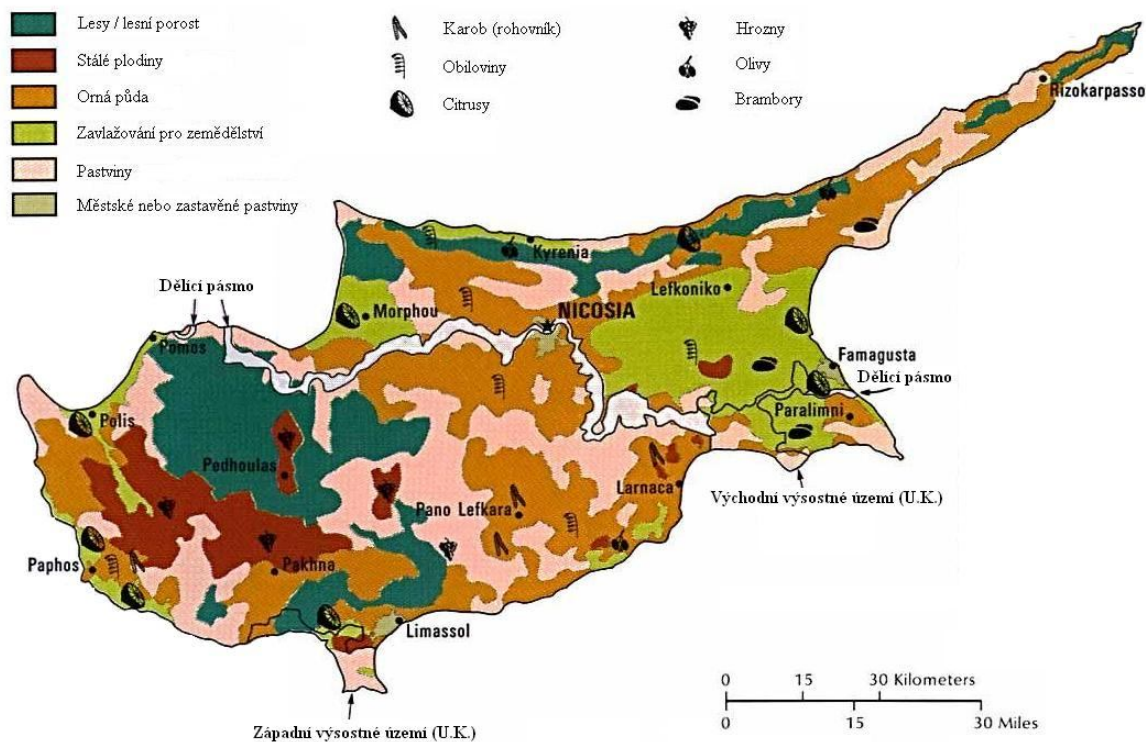 Lesy / lesní porost
Stálé plodiny
Orná půda
Zavlažování pro zemědělství
Pastviny
Městské nebo zastavěné pastviny
Karob (rohovník)
Obiloviny
Citrusy
Hrozny
Olivy
Brambory
Rizokarpasso
Kyrenia
Dělící pásmo
Morphou
NICOSIA
Lefkoniko
Pomos
Famagusta
Dělící pásmo
Polis
Paralimni
Pedhoulas
Larnaca
Pano Lefkara
Východní výsostné území (U.K.)
Paphos
Pakhna
Limassol
Západní výsostné území (U.K.)
0 15 30 Kilometers
0 15 30 Miles